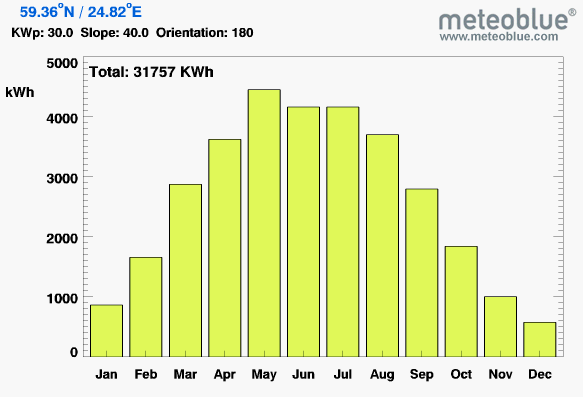 59.36°N / 24.82°E
meteoblue®
KWp: 30.0 Slope: 40.0 Orientation: 180
www.meteoblue.com
Total: 31757 KWh
kWh
5000
4000
3000
2000
1000
0
Jan Feb Mar Apr May Jun Jul Aug Sep Oct Nov Dec